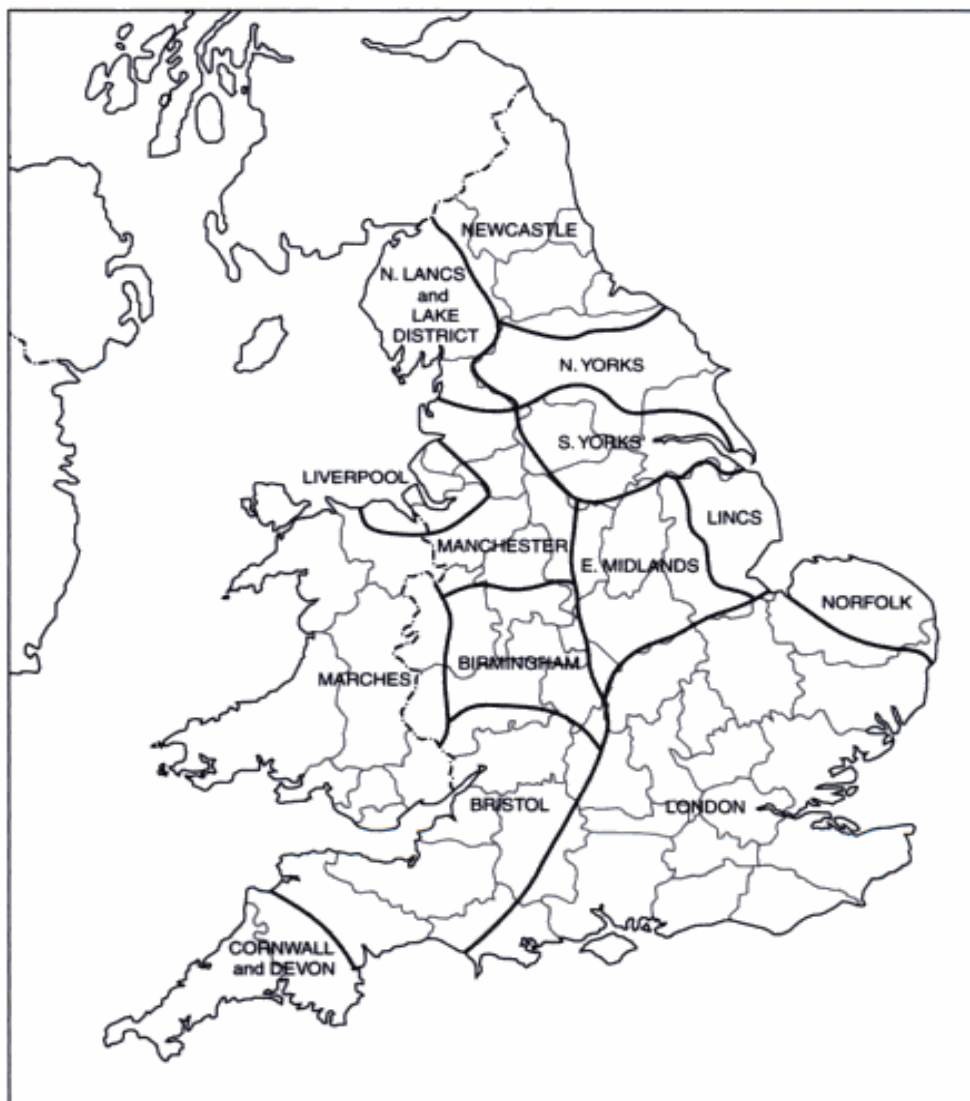 NEWCASTLE
N. LANCS
and
LAKE
DISTRICT
N. YORKS
S. YORKS
LIVERPOOL
LINCS
MANCHESTER
E. MIDLANDS
NORFOLK
BIRMINGHAM
MARCHES
BRISTOL
LONDON
CORNWALL
and DEVON